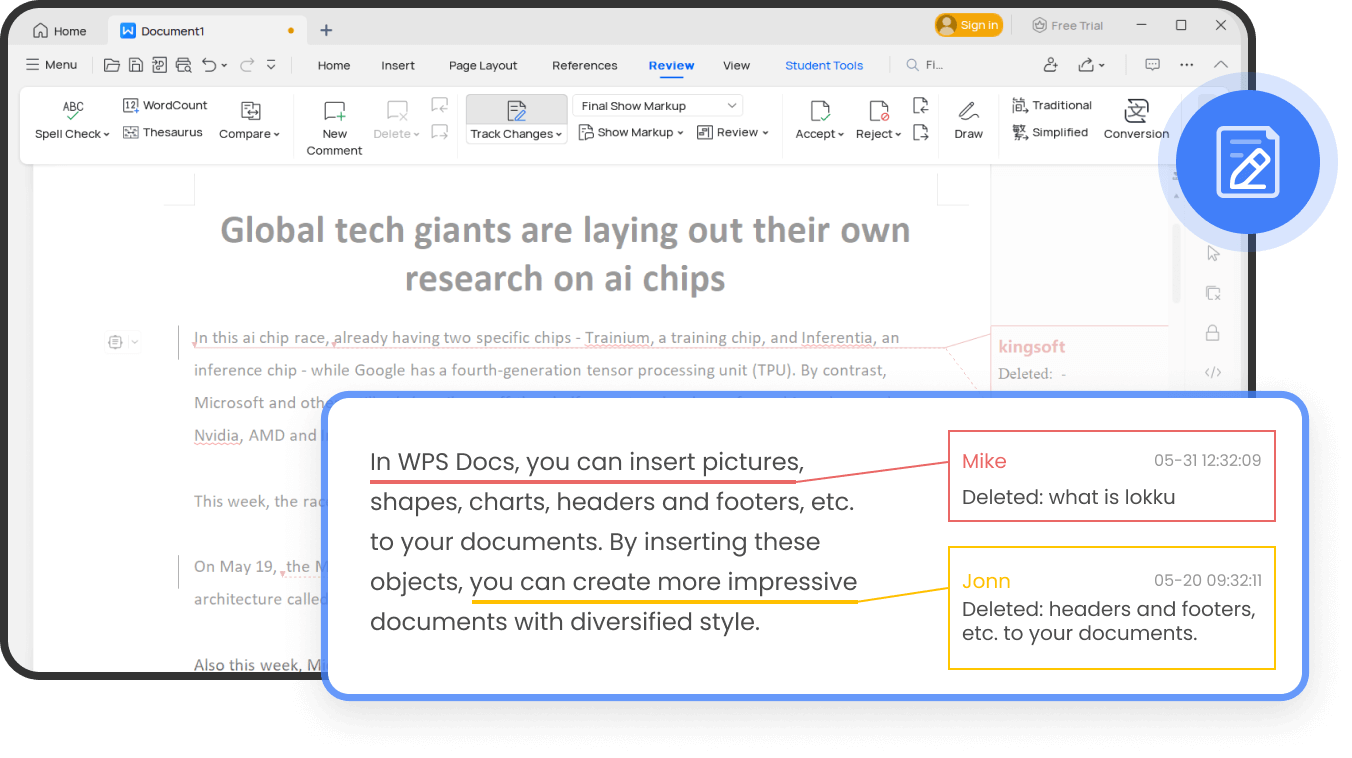 Home
Document1
Sign in
Free Trial
Menu
Home
Insert
Page Layout
References
Review
View
Student Tools
Fi...
ABC
Spell Check
123
WordCount
Thesaurus
Compare
New
Comment
Delete
Track Changes
Final Show Markup
Show Markup
Review
Accept
Reject
Draw
简 Traditional
繁 Simplified
文
Conversion
Global tech giants are laying out their own
research on ai chips
In this ai chip race, already having two specific chips - Trainium, a training chip, and Inferentia, an
inference chip - while Google has a fourth-generation tensor processing unit (TPU). By contrast,
Microsoft and
Nvidia, AMD and
This week, the
On May 19, the
architecture called
Also this week,
kingsoft
Deleted: -
In WPS Docs, you can insert pictures,
shapes, charts, headers and footers, etc.
to your documents. By inserting these
objects, you can create more impressive
documents with diversified style.
Mike 05-31 12:32:09
Deleted: what is lokku
Jonn 05-20 09:32:11
Deleted: headers and footers,
etc. to your documents.